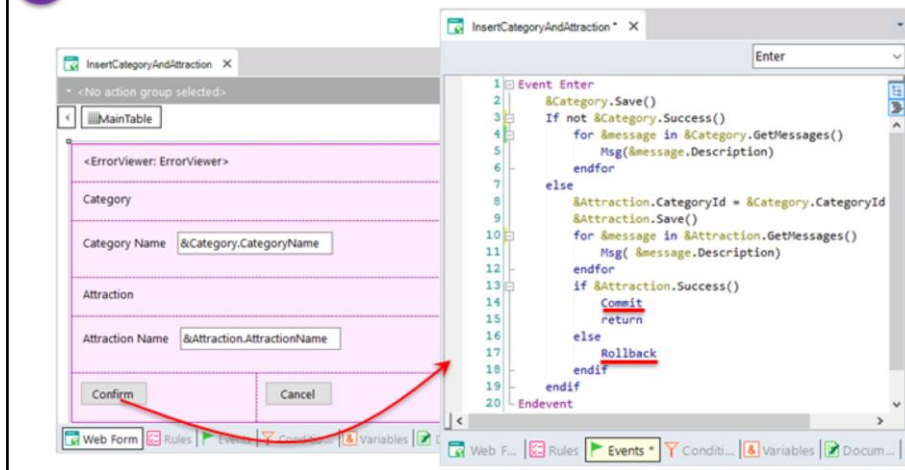 InsertCategoryAndAttraction
<No action group selected>
MainTable
<ErrorViewer: ErrorViewer>
Category
Category Name &Category.CategoryName
Attraction
Attraction Name &Attraction.AttractionName
Confirm Cancel
Web Form Rules Events Conditio... Variables
InsertCategoryAndAttraction *
Enter
1 Event Enter
2 &Category.Save()
3 If not &Category.Success()
4 for &message in &Category.GetMessages()
5 Msg(&message.Description)
6 endfor
7 else
8 &Attraction.CategoryId = &Category.CategoryId
9 &Attraction.Save()
10 for &message in &Attraction.GetMessages()
11 Msg( &message.Description)
12 endfor
13 if &Attraction.Success()
14 Commit
15 return
16 else
17 Rollback
18 endif
19 endif
20 Endevent
Web F... Rules Events * Conditi... Variables Docum...